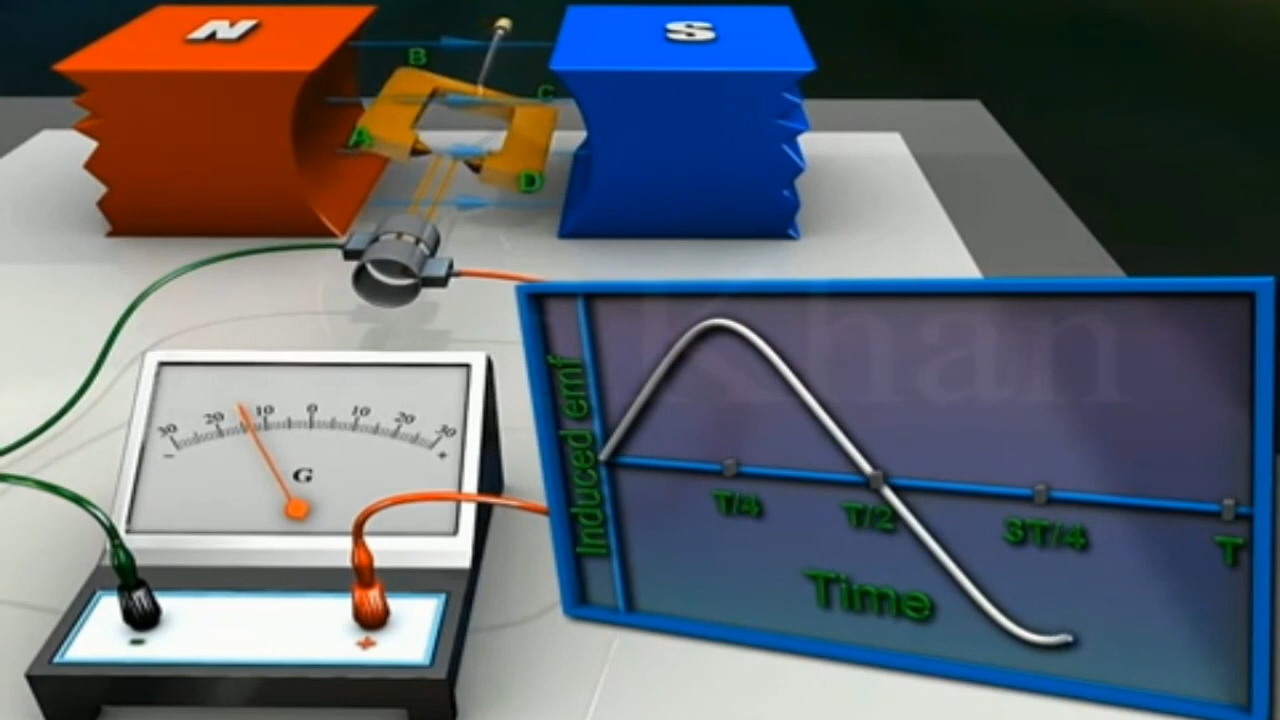 N
S
B
C
A
D
30 20 10 0 10 20 30
- +
G
- +
Khan
Induced emf
T/4 T/2 3T/4 T
Time